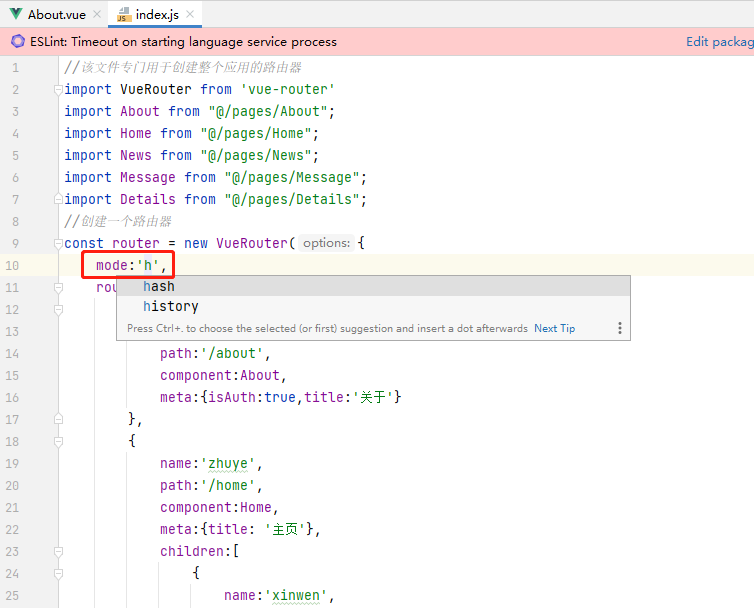 About.vue index.js
ESLint: Timeout on starting language service process Edit packag
1 //该文件专门用于创建整个应用的路由器
2 import VueRouter from 'vue-router'
3 import About from "@/pages/About";
4 import Home from "@/pages/Home";
5 import News from "@/pages/News";
6 import Message from "@/pages/Message";
7 import Details from "@/pages/Details";
8 //创建一个路由器
9 const router = new VueRouter( options: {
10 mode:'h',
11 rou
hash
12 history
13 Press Ctrl+. to choose the selected (or first) suggestion and insert a dot afterwards Next Tip
14 path:'/about',
15 component:About,
16 meta:{isAuth:true,title:'关于'}
17 },
18 {
19 name:'zhuye',
20 path:'/home',
21 component:Home,
22 meta:{title: '主页'},
23 children:[
24 {
25 name:'xinwen',